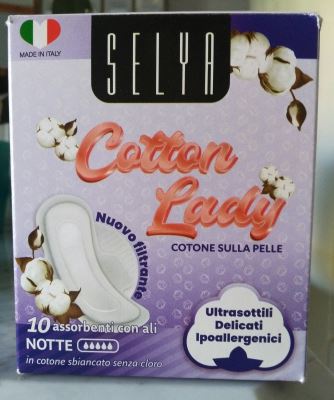 MADE IN ITALY
SELYA
Cotton
Lady
COTONE SULLA PELLE
Nuovo filtrante
10 assorbenti con ali
NOTTE
in cotone sbiancato senza cloro
Ultrasottili
Delicati
Ipoallergenici